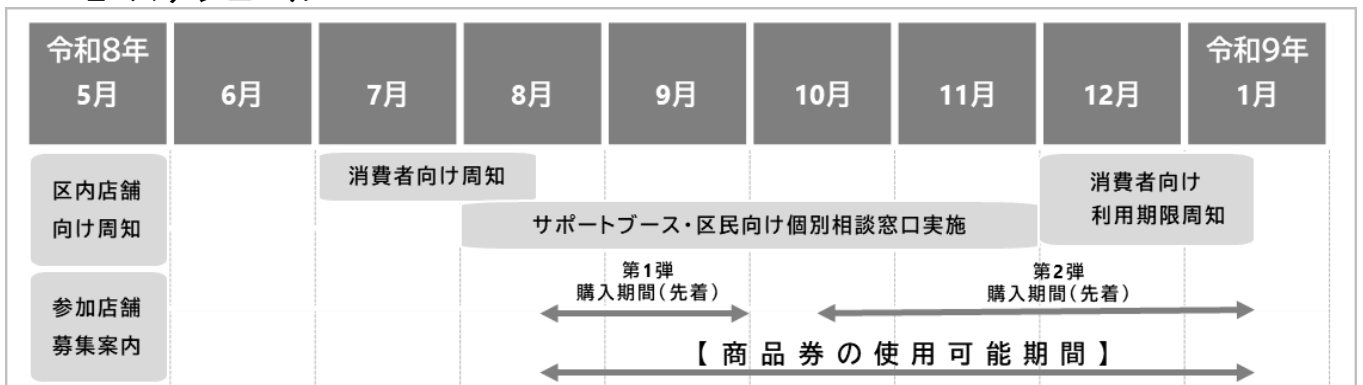 令和8年
5月
6月
7月
8月
9月
10月
11月
12月
令和9年
1月
区内店舗
向け周知
消費者向け周知
消費者向け
利用期限周知
サポートブース・区民向け個別相談窓口実施
第1弾
購入期間(先着)
第2弾
購入期間(先着)
参加店舗
募集案内
【商品券の使用可能期間】